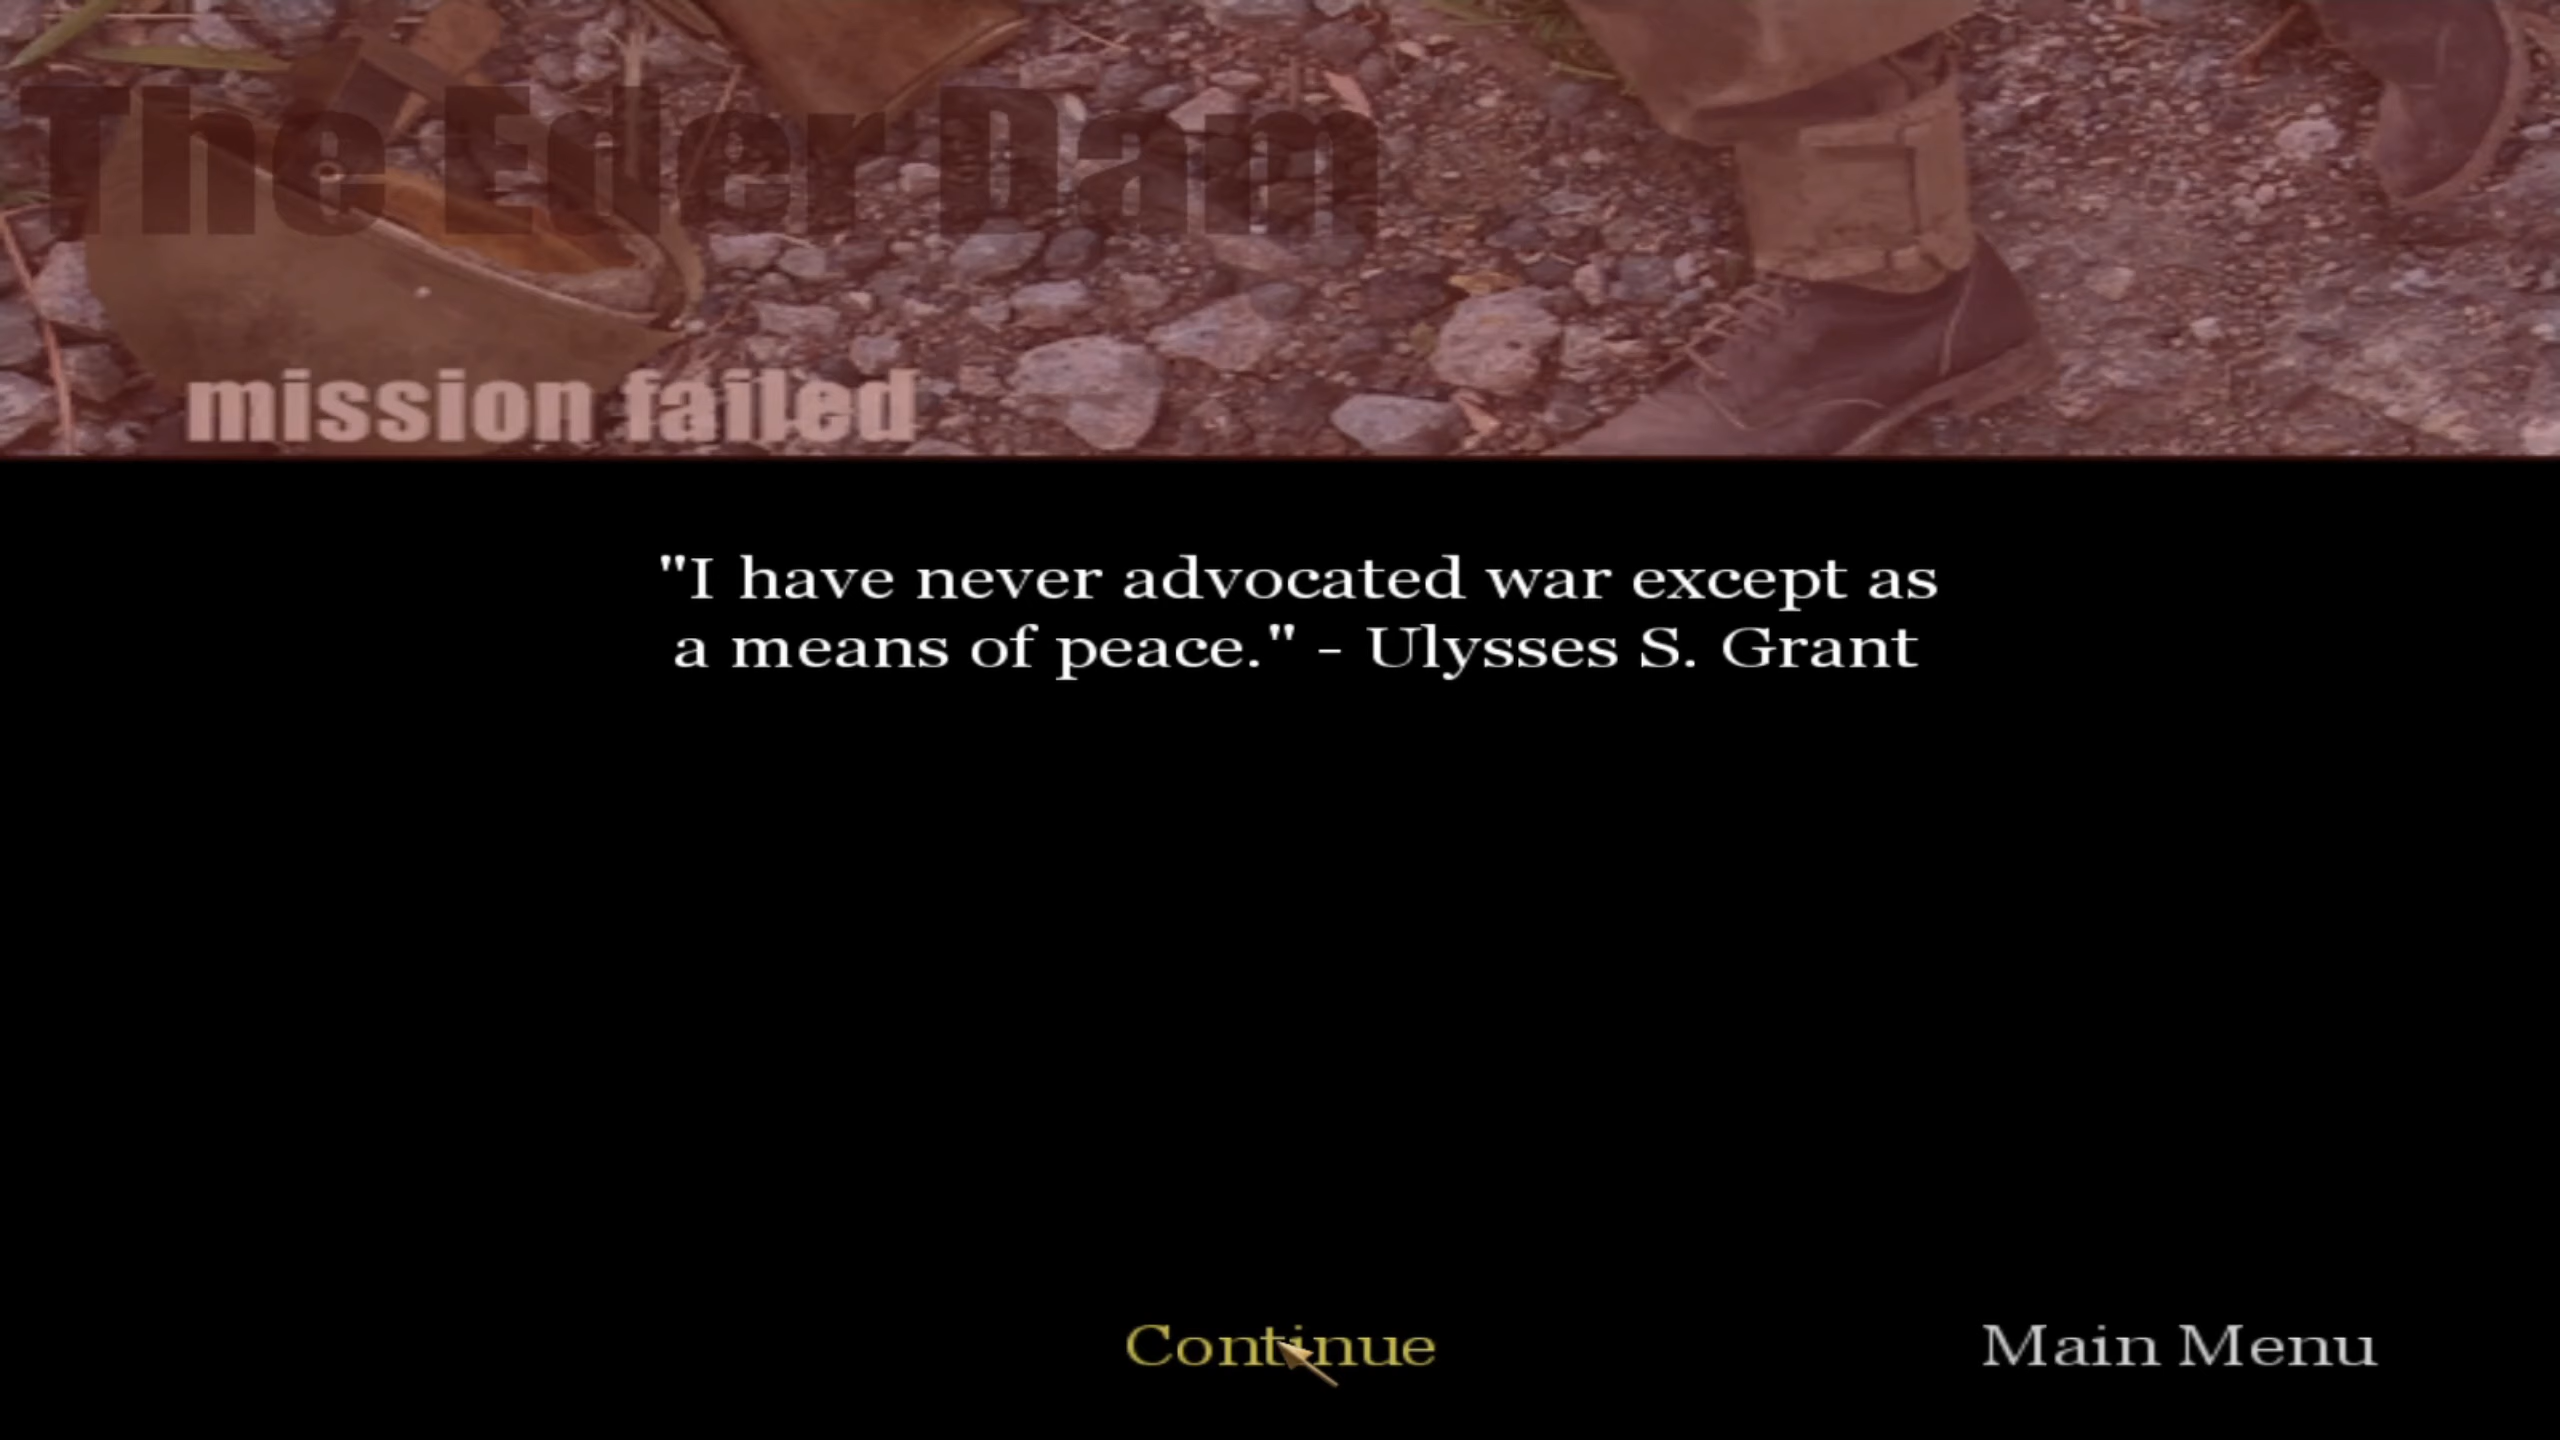 The Eder Dam
mission failed
"I have never advocated war except as
a means of peace." - Ulysses S. Grant
Continue
Main Menu